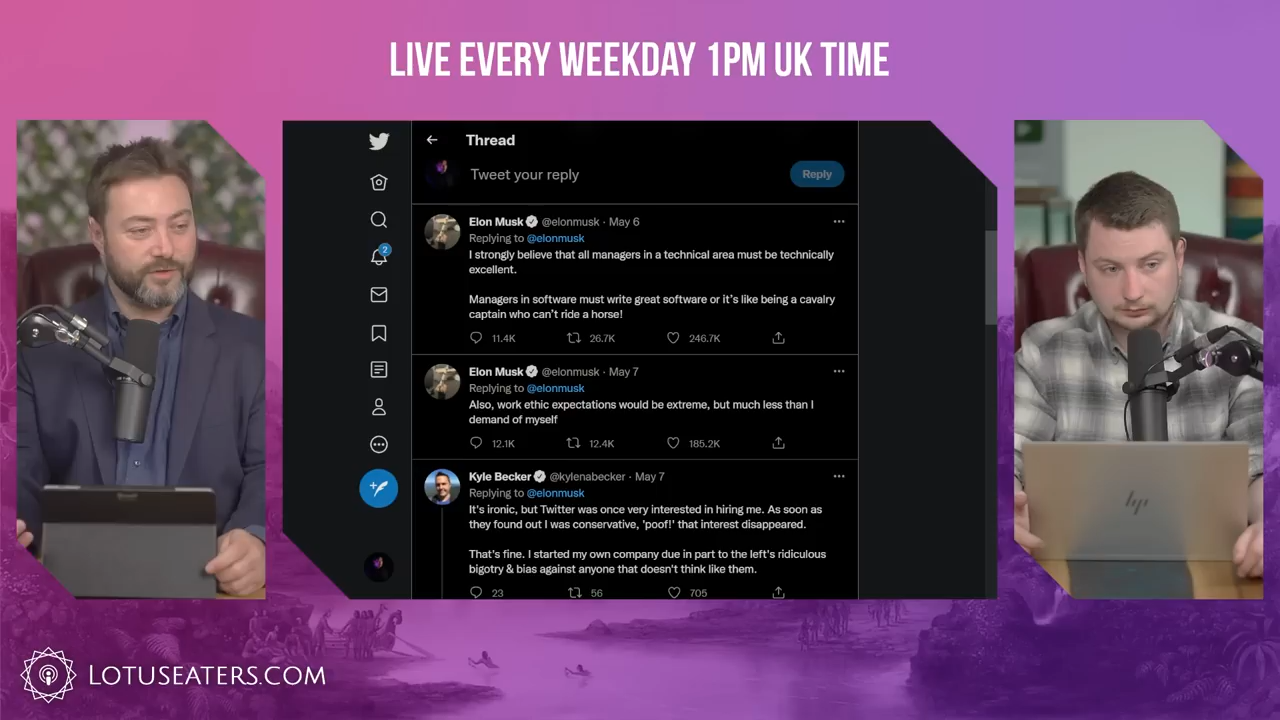 LIVE EVERY WEEKDAY 1PM UK TIME
Thread
Tweet your reply
Reply
Elon Musk @elonmusk · May 6
Replying to @elonmusk
I strongly believe that all managers in a technical area must be technically
excellent.
Managers in software must write great software or it's like being a cavalry
captain who can't ride a horse!
11.4K 26.7K 246.7K
2
Elon Musk @elonmusk · May 7
Replying to @elonmusk
Also, work ethic expectations would be extreme, but much less than I
demand of myself
12.1K 12.4K 185.2K
Kyle Becker @kylenabecker · May 7
Replying to @elonmusk
It's ironic, but Twitter was once very interested in hiring me. As soon as
they found out I was conservative, 'poof!' that interest disappeared.
That's fine. I started my own company due in part to the left's ridiculous
bigotry & bias against anyone that doesn't think like them.
23 56 705
hp
LOTUSEATERS.COM